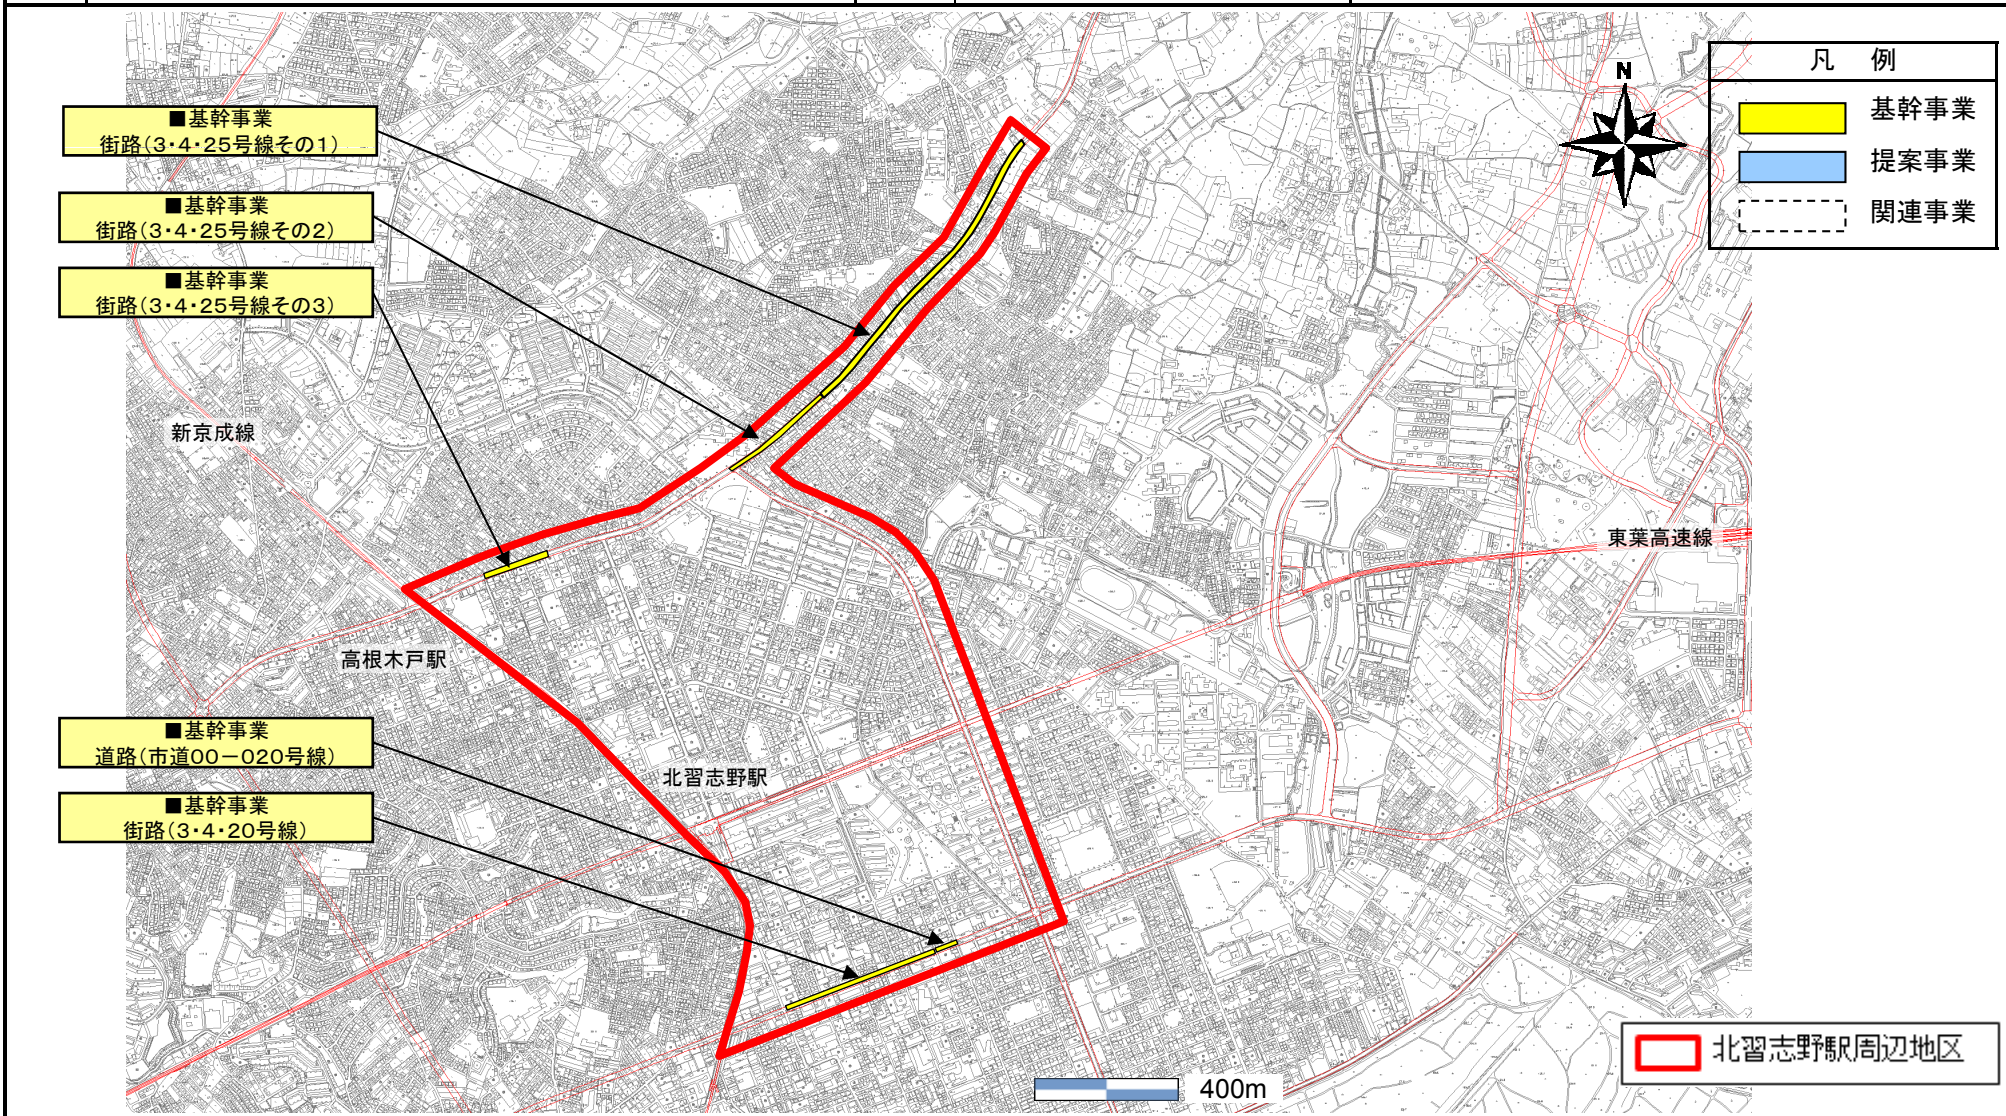 凡　例
N
基幹事業
提案事業
関連事業
■基幹事業
街路(3・4・25号線その1)
■基幹事業
街路(3・4・25号線その2)
■基幹事業
街路(3・4・25号線その3)
新京成線
東葉高速線
高根木戸駅
■基幹事業
道路(市道00－020号線)
北習志野駅
■基幹事業
街路(3・4・20号線)
北習志野駅周辺地区
400m